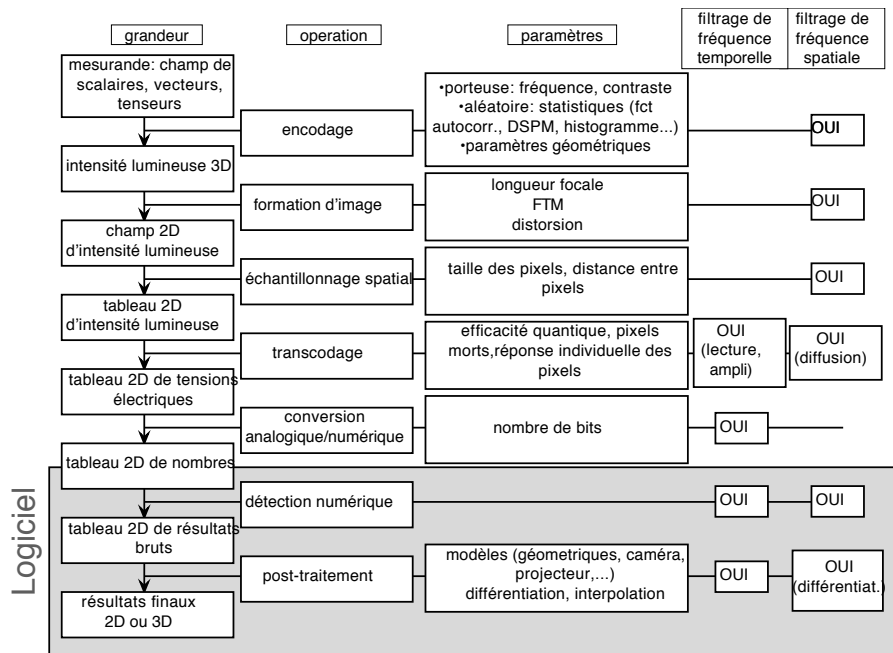 grandeur
operation
paramètres
filtrage de
fréquence
temporelle
filtrage de
fréquence
spatiale
mesurande: champ de
scalaires, vecteurs,
tenseurs
encodage
•porteuse: fréquence, contraste
•aléatoire: statistiques (fct
autocorr., DSPM, histogramme...)
•paramètres géométriques
OUI
intensité lumineuse 3D
formation d'image
longueur focale
FTM
distorsion
OUI
champ 2D
d'intensité lumineuse
échantillonnage spatial
taille des pixels, distance entre
pixels
OUI
tableau 2D
d'intensité lumineuse
transcodage
efficacité quantique, pixels
morts,réponse individuelle des
pixels
OUI
(lecture,
ampli)
OUI
(diffusion)
tableau 2D de tensions
électriques
conversion
analogique/numérique
nombre de bits
OUI
tableau 2D de nombres
Logiciel
détection numérique
OUI
OUI
tableau 2D de résultats
bruts
post-traitement
modèles (géometriques, caméra,
projecteur,...)
différentiation, interpolation
OUI
OUI
(différentiat.)
résultats finaux
2D ou 3D